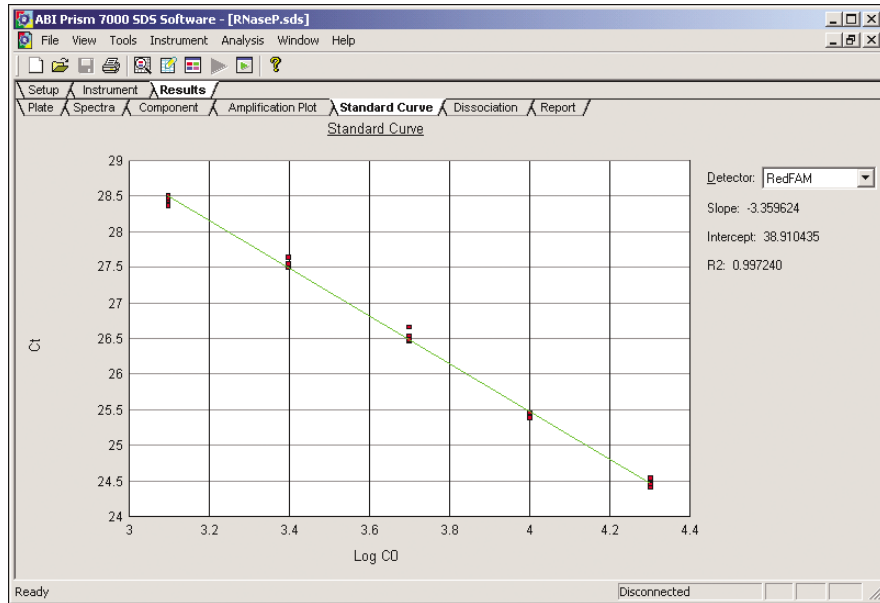 ABI Prism 7000 SDS Software - [RNaseP.sds]
File View Tools Instrument Analysis Window Help
Setup Instrument Results
Plate Spectra Component Amplification Plot Standard Curve Dissociation Report
Standard Curve
29
28.5
28
27.5
27
26.5
26
25.5
25
24.5
24
Ct
3 3.2 3.4 3.6 3.8 4 4.2 4.4
Log C0
Detector: RedFAM
Slope: -3.359624
Intercept: 38.910435
R2: 0.997240
Ready Disconnected